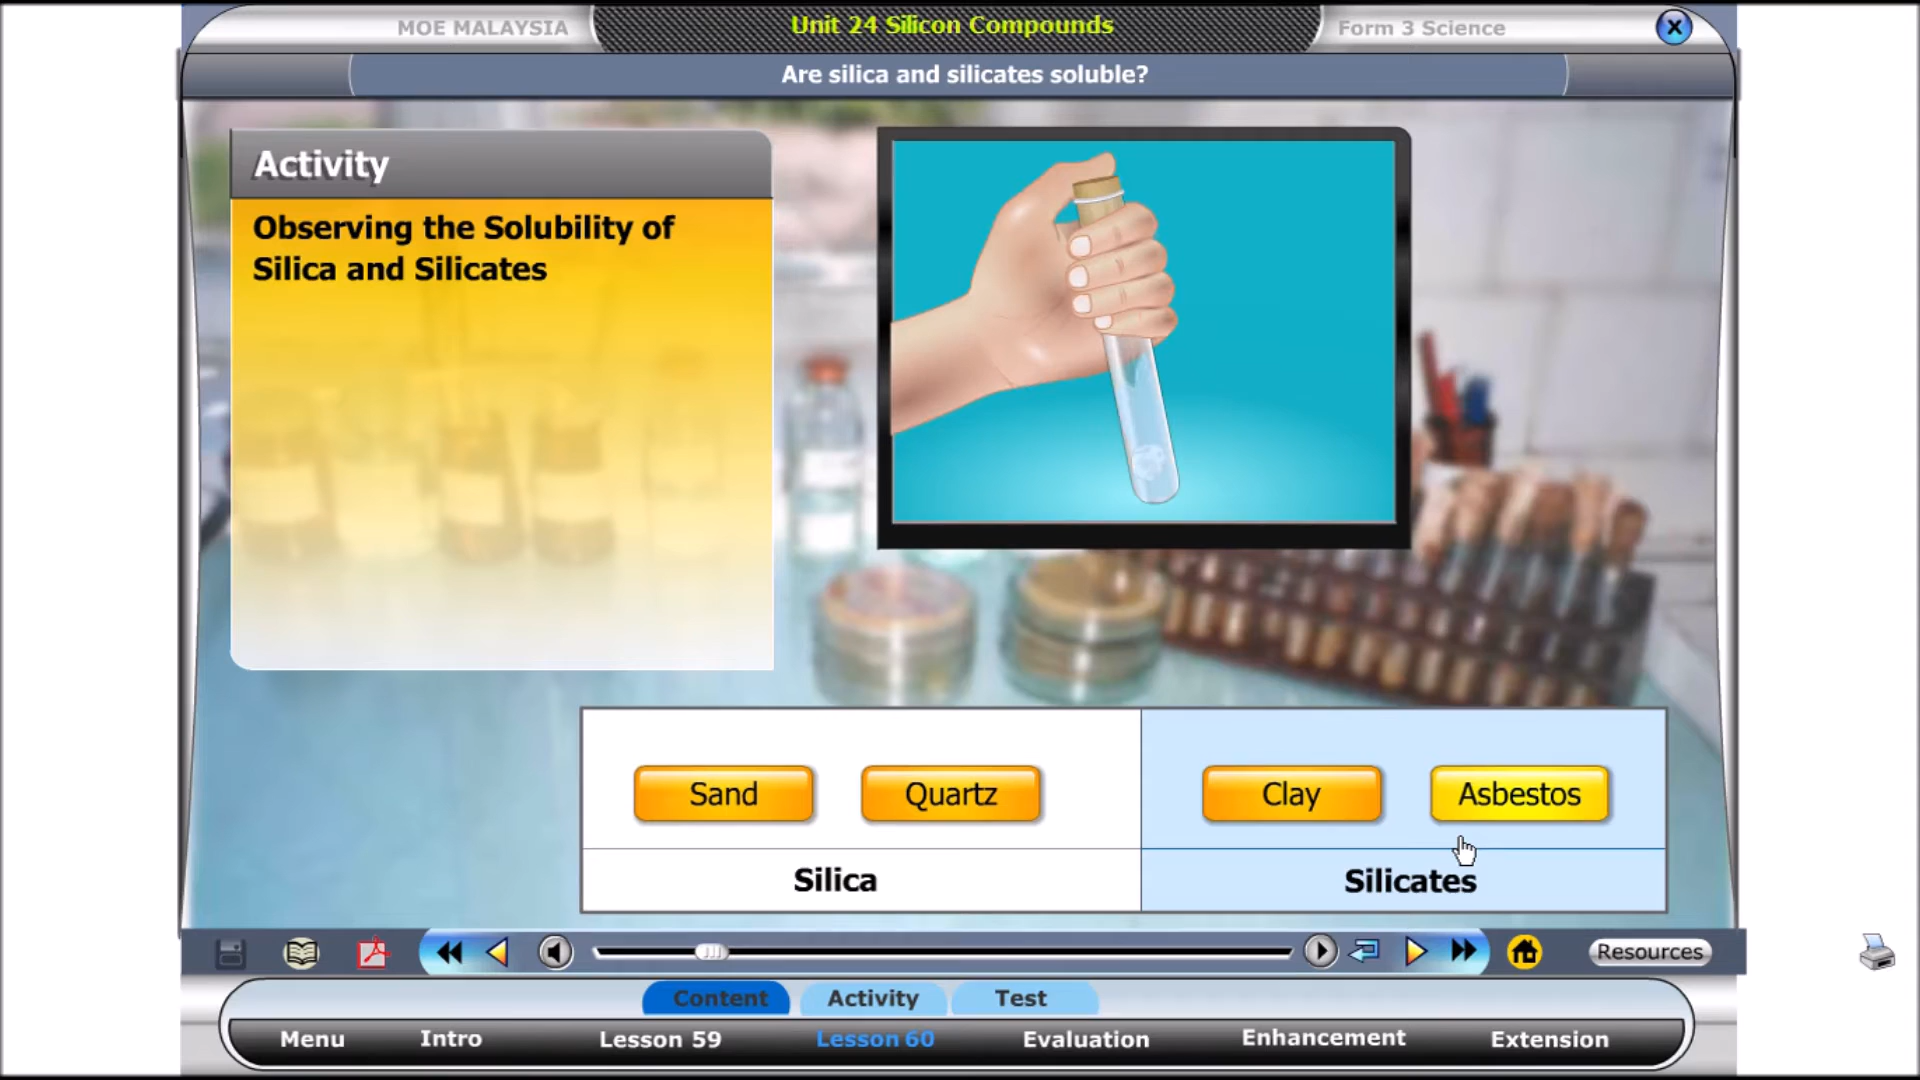 MOE MALAYSIA
Unit 24 Silicon Compounds
Form 3 Science
Are silica and silicates soluble?
Activity
Observing the Solubility of
Silica and Silicates
Sand
Quartz
Clay
Asbestos
Silica
Silicates
Resources
Content
Activity
Test
Menu
Intro
Lesson 59
Lesson 60
Evaluation
Enhancement
Extension